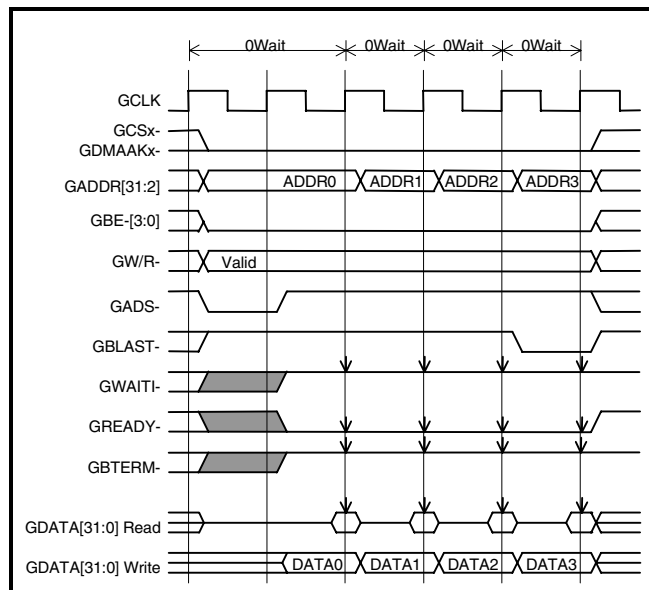 0Wait 0Wait 0Wait 0Wait
GCLK
GCSx-
GDMAAKx-
GADDR[31:2] ADDR0 ADDR1 ADDR2 ADDR3
GBE-[3:0]
GW/R- Valid
GADS-
GBLAST-
GWAITI-
GREADY-
GBTERM-
GDATA[31:0] Read
GDATA[31:0] Write DATA0 DATA1 DATA2 DATA3